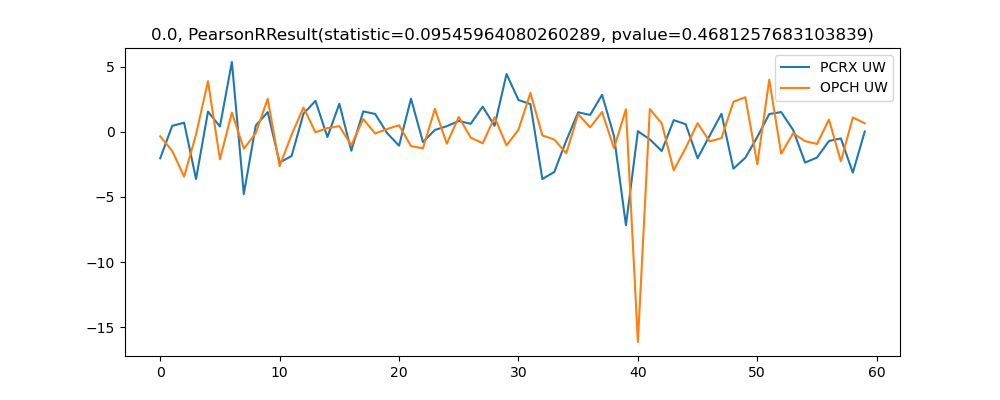 0.0, PearsonRResult(statistic=0.09545964080260289, pvalue=0.4681257683103839)
PCRX UW
OPCH UW
5
0
−5
−10
−15
0 10 20 30 40 50 60